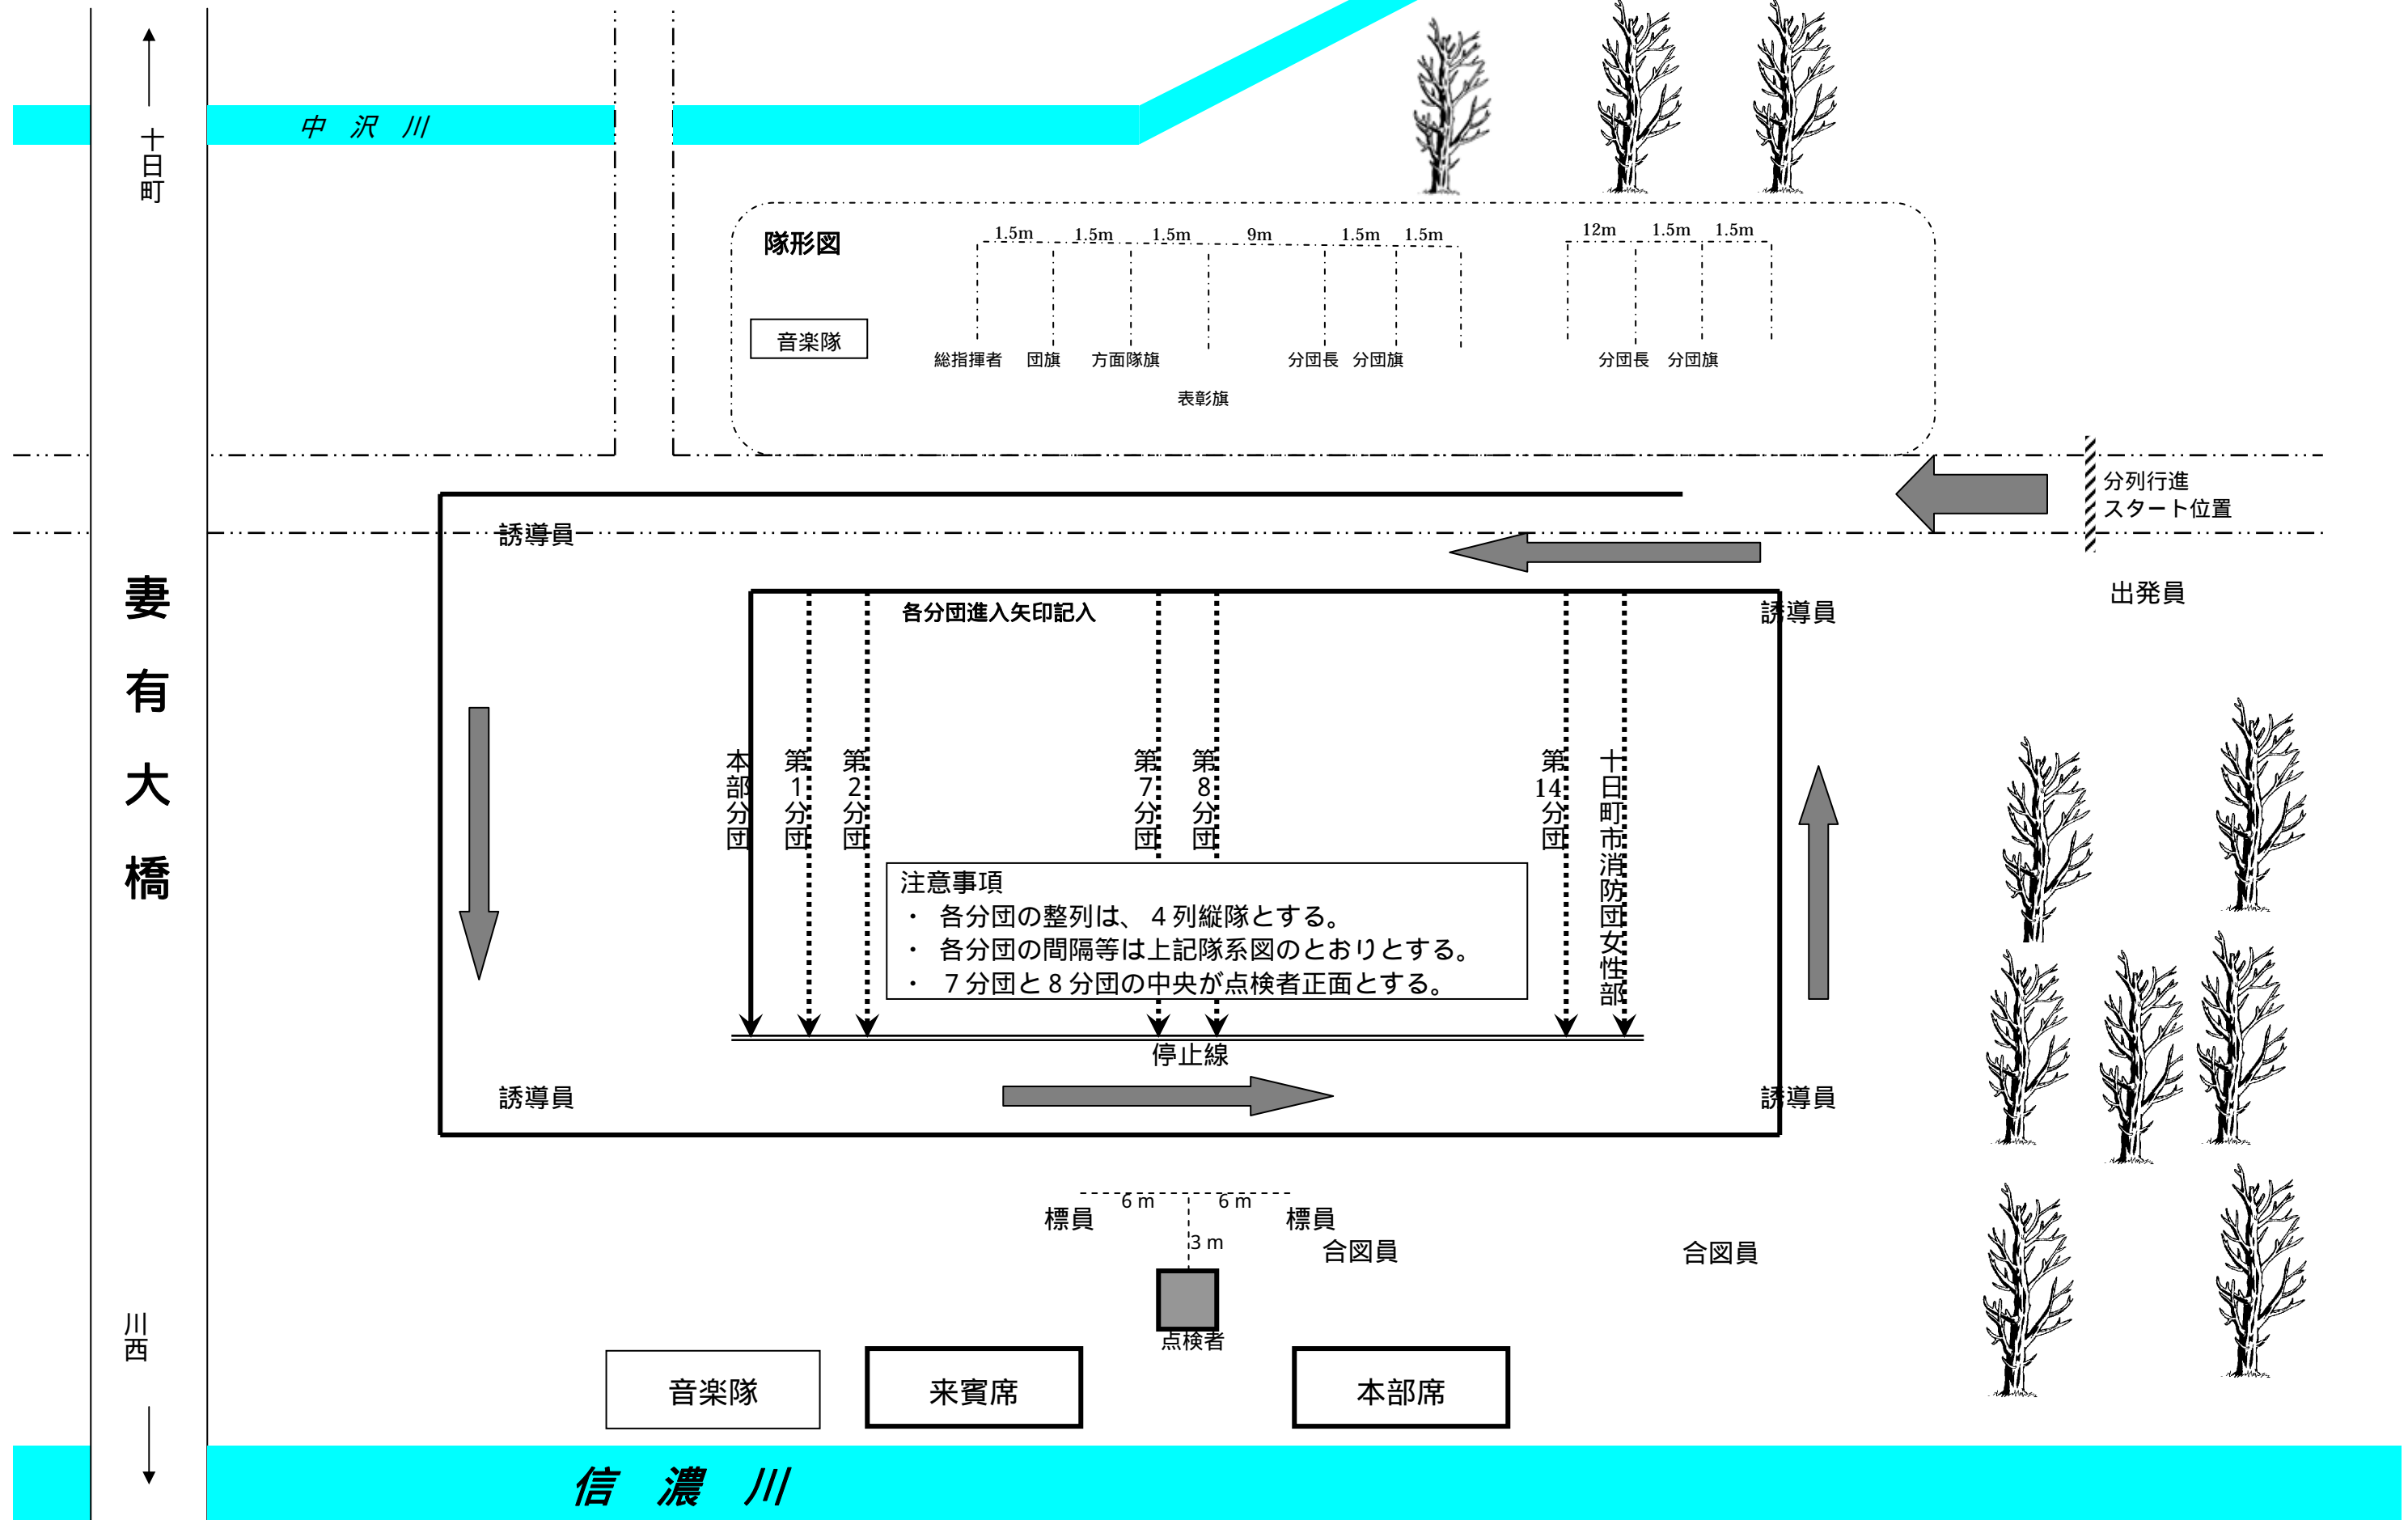 十日町
中　沢　川
隊形図
1.5m 1.5m 1.5m 9m 1.5m 1.5m 12m 1.5m 1.5m
音楽隊
総指揮者 団旗 方面隊旗 分団長 分団旗 分団長 分団旗
表彰旗
分列行進
スタート位置
誘導員
出発員
各分団進入矢印記入
誘導員
妻有大橋
本部分団
第1分団
第2分団
第7分団
第8分団
第14分団
十日町市消防団女性部
注意事項
・ 各分団の整列は、４列縦隊とする。
・ 各分団の間隔等は上記隊系図のとおりとする。
・ ７分団と８分団の中央が点検者正面とする。
停止線
誘導員
誘導員
6 m 6 m
標員 標員
3 m
合図員 合図員
川西
点検者
音楽隊 来賓席 本部席
信　濃　川